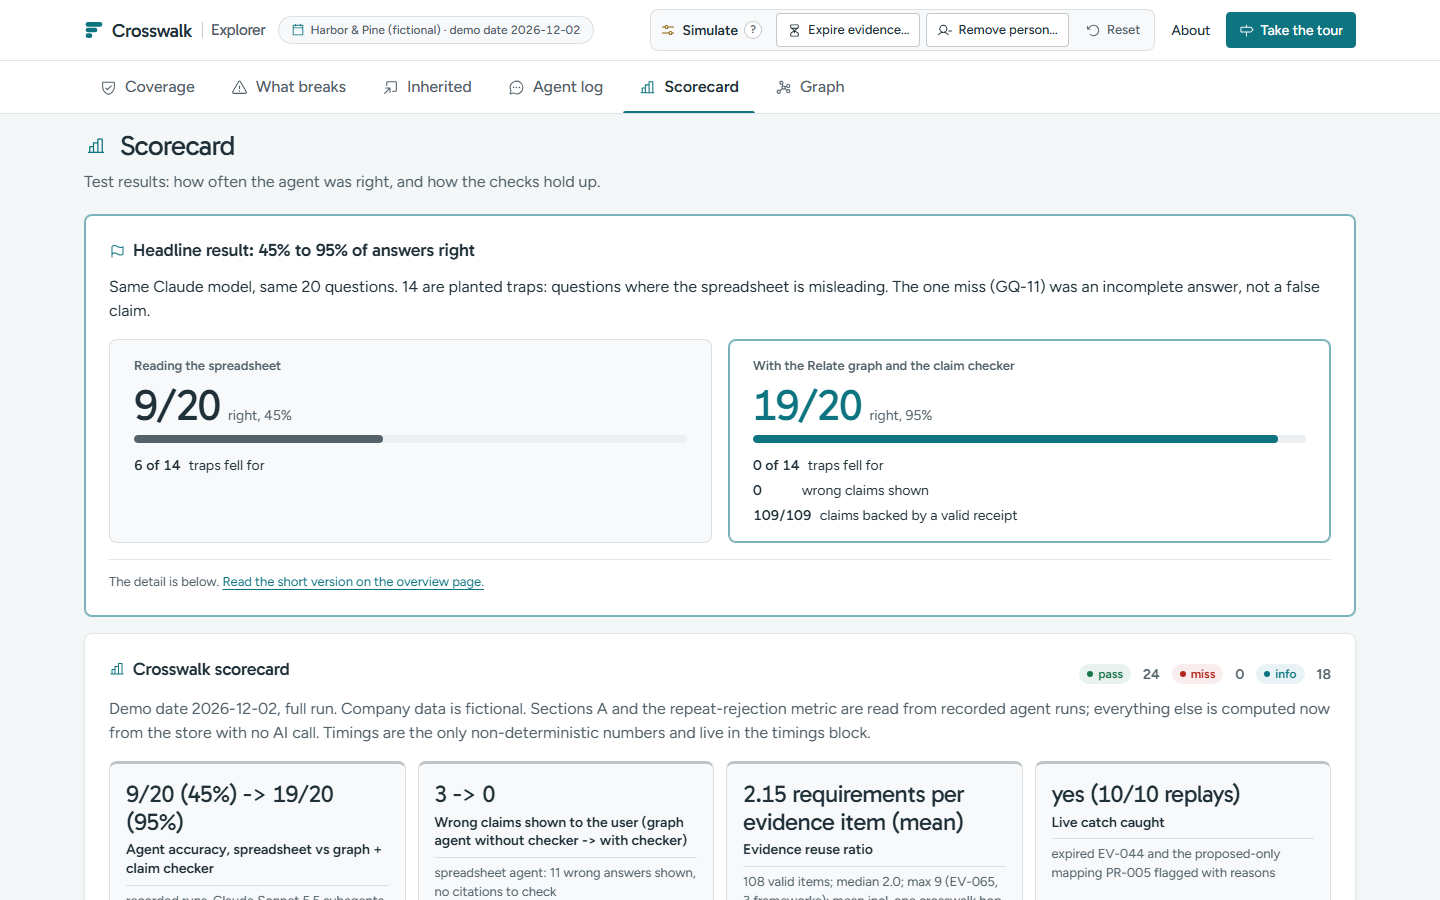 Crosswalk
Explorer
Harbor & Pine (fictional) · demo date 2026-12-02
Simulate
?
Expire evidence...
Remove person...
Reset
About
Take the tour
Coverage
What breaks
Inherited
Agent log
Scorecard
Graph
Scorecard
Test results: how often the agent was right, and how the checks hold up.
Headline result: 45% to 95% of answers right
Same Claude model, same 20 questions. 14 are planted traps: questions where the spreadsheet is misleading. The one miss (GQ-11) was an incomplete answer, not a false
claim.
Reading the spreadsheet
9/20 right, 45%
6 of 14 traps fell for
With the Relate graph and the claim checker
19/20 right, 95%
0 of 14 traps fell for
0 wrong claims shown
109/109 claims backed by a valid receipt
The detail is below. Read the short version on the overview page.
Crosswalk scorecard
pass 24 miss 0 info 18
Demo date 2026-12-02, full run. Company data is fictional. Sections A and the repeat-rejection metric are read from recorded agent runs; everything else is computed now
from the store with no AI call. Timings are the only non-deterministic numbers and live in the timings block.
9/20 (45%) -> 19/20
(95%)
Agent accuracy, spreadsheet vs graph +
claim checker
recorded runs, Claude Sonnet 5.5 subagents
3 -> 0
Wrong claims shown to the user (graph
agent without checker -> with checker)
spreadsheet agent: 11 wrong answers shown,
no citations to check
2.15 requirements per
evidence item (mean)
Evidence reuse ratio
108 valid items; median 2.0; max 9 (EV-065,
3 frameworks); mean incl. one crosswalk hop
yes (10/10 replays)
Live catch caught
expired EV-044 and the proposed-only
mapping PR-005 flagged with reasons